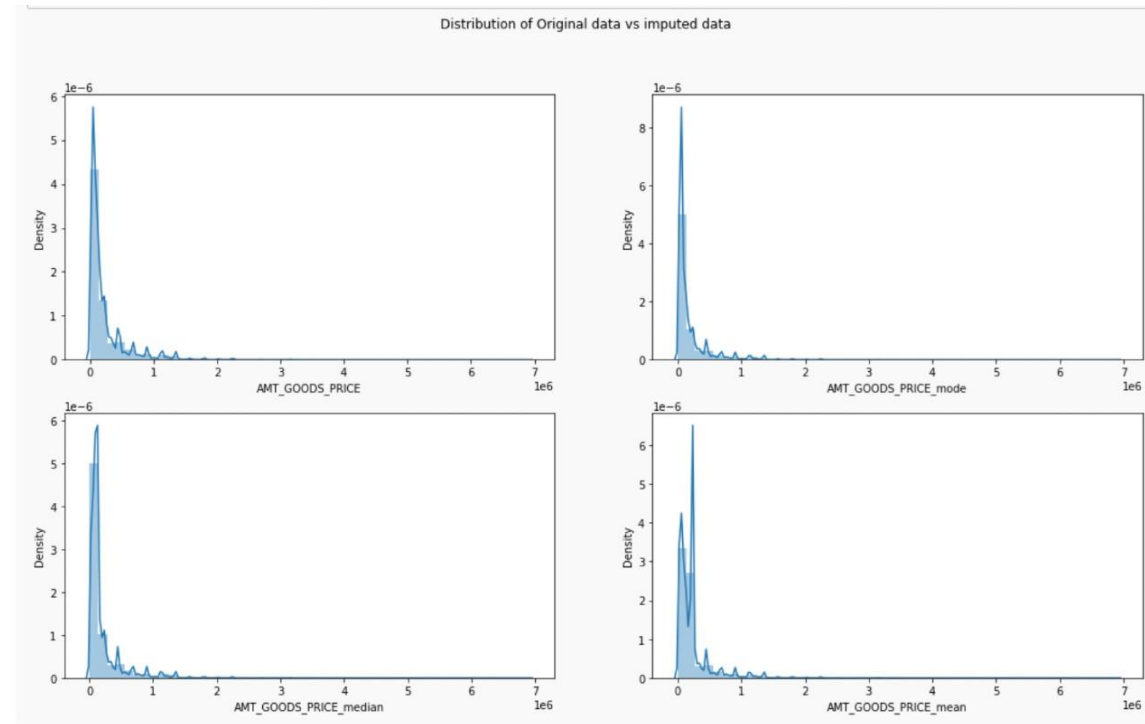 Distribution of Original data vs imputed data
1e−6
6
5
4
3
2
1
0
Density
0 1 2 3 4 5 6 7
1e6
AMT_GOODS_PRICE
1e−6
8
6
4
2
0
Density
0 1 2 3 4 5 6 7
1e6
AMT_GOODS_PRICE_mode
1e−6
6
5
4
3
2
1
0
Density
0 1 2 3 4 5 6 7
1e6
AMT_GOODS_PRICE_median
1e−6
6
5
4
3
2
1
0
Density
0 1 2 3 4 5 6 7
1e6
AMT_GOODS_PRICE_mean